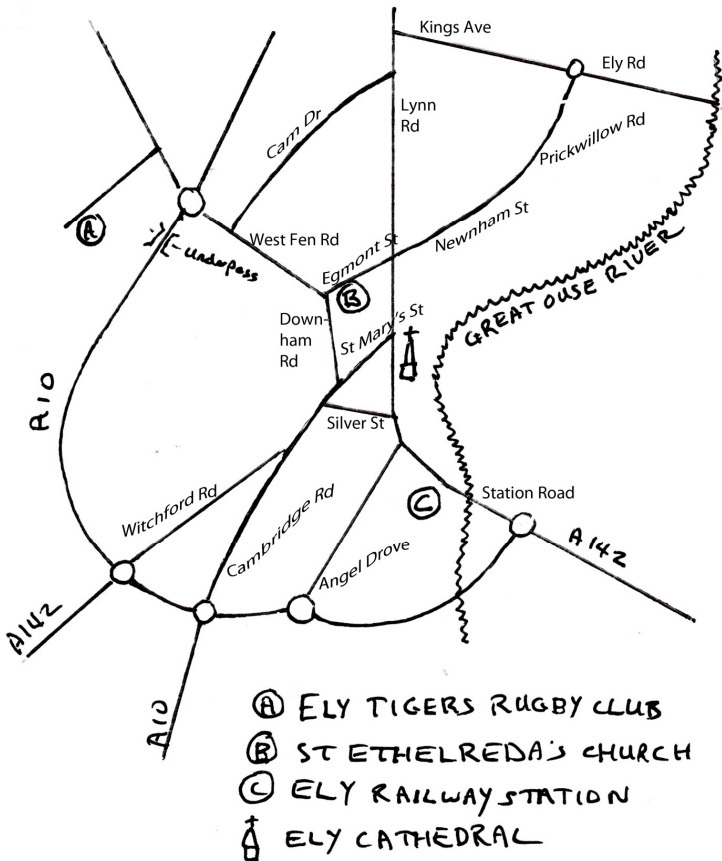 Kings Ave
Ely Rd
Lynn
Rd
Cam Dr
Prickwillow Rd
A
West Fen Rd
-underpass
Egmont St
Newnham St
B
Down-
ham
Rd
St Mary's St
GREAT OUSE RIVER
A10
Silver St
Witchford Rd
Cambridge Rd
C
Station Road
A142
Angel Drove
A142
A10
A ELY TIGERS RUGBY CLUB
B ST ETHELREDA'S CHURCH
C ELY RAILWAY STATION
ELY CATHEDRAL